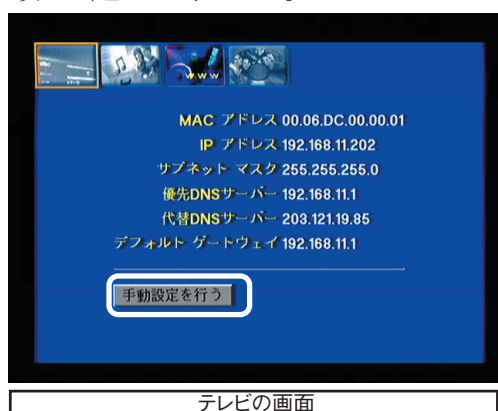 www
MAC アドレス 00.06.DC.00.00.01
IP アドレス 192.168.11.202
サブネット マスク 255.255.255.0
優先DNSサーバー 192.168.11.1
代替DNSサーバー 203.121.19.85
デフォルト ゲートウェイ 192.168.11.1
手動設定を行う
テレビの画面